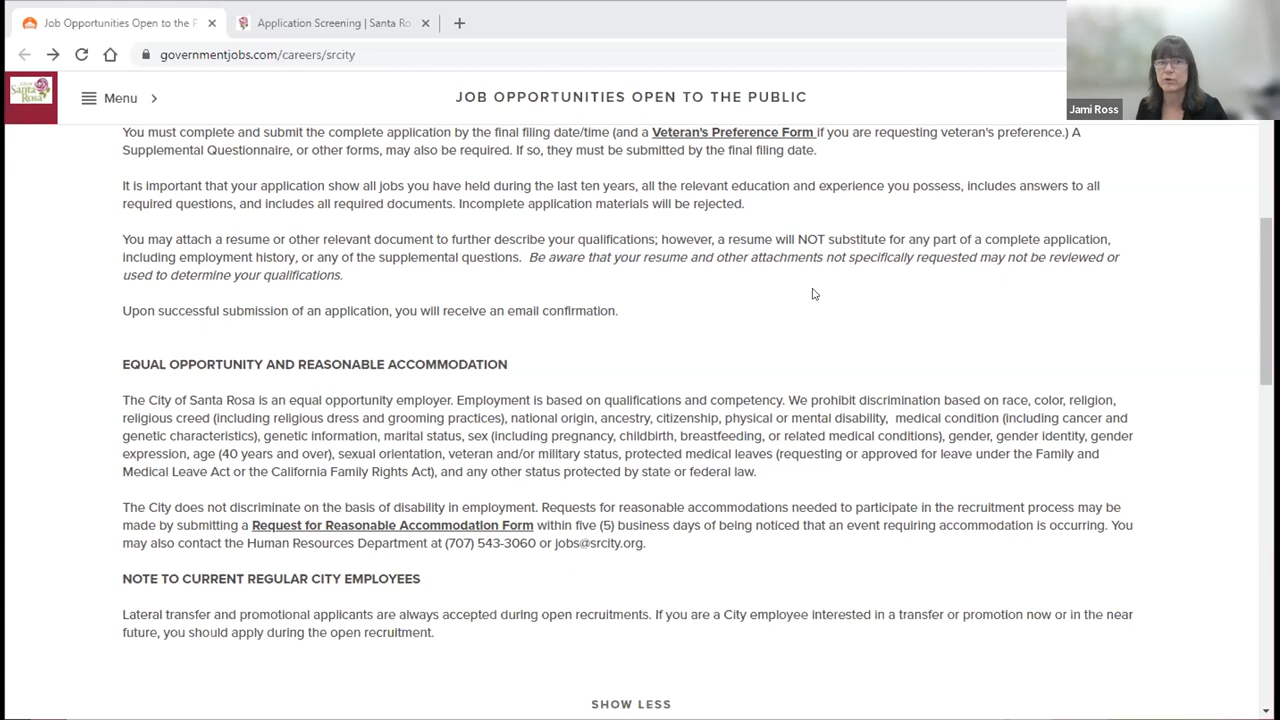 Job Opportunities Open to the P
Application Screening | Santa Ro
governmentjobs.com/careers/srcity
Santa Rosa
Menu
JOB OPPORTUNITIES OPEN TO THE PUBLIC
Jami Ross
You must complete and submit the complete application by the final filing date/time (and a Veteran's Preference Form if you are requesting veteran's preference.) A
Supplemental Questionnaire, or other forms, may also be required. If so, they must be submitted by the final filing date.
It is important that your application show all jobs you have held during the last ten years, all the relevant education and experience you possess, includes answers to all
required questions, and includes all required documents. Incomplete application materials will be rejected.
You may attach a resume or other relevant document to further describe your qualifications; however, a resume will NOT substitute for any part of a complete application,
including employment history, or any of the supplemental questions. Be aware that your resume and other attachments not specifically requested may not be reviewed or
used to determine your qualifications.
Upon successful submission of an application, you will receive an email confirmation.
EQUAL OPPORTUNITY AND REASONABLE ACCOMMODATION
The City of Santa Rosa is an equal opportunity employer. Employment is based on qualifications and competency. We prohibit discrimination based on race, color, religion,
religious creed (including religious dress and grooming practices), national origin, ancestry, citizenship, physical or mental disability, medical condition (including cancer and
genetic characteristics), genetic information, marital status, sex (including pregnancy, childbirth, breastfeeding, or related medical conditions), gender, gender identity, gender
expression, age (40 years and over), sexual orientation, veteran and/or military status, protected medical leaves (requesting or approved for leave under the Family and
Medical Leave Act or the California Family Rights Act), and any other status protected by state or federal law.
The City does not discriminate on the basis of disability in employment. Requests for reasonable accommodations needed to participate in the recruitment process may be
made by submitting a Request for Reasonable Accommodation Form within five (5) business days of being noticed that an event requiring accommodation is occurring. You
may also contact the Human Resources Department at (707) 543-3060 or jobs@srcity.org.
NOTE TO CURRENT REGULAR CITY EMPLOYEES
Lateral transfer and promotional applicants are always accepted during open recruitments. If you are a City employee interested in a transfer or promotion now or in the near
future, you should apply during the open recruitment.
SHOW LESS